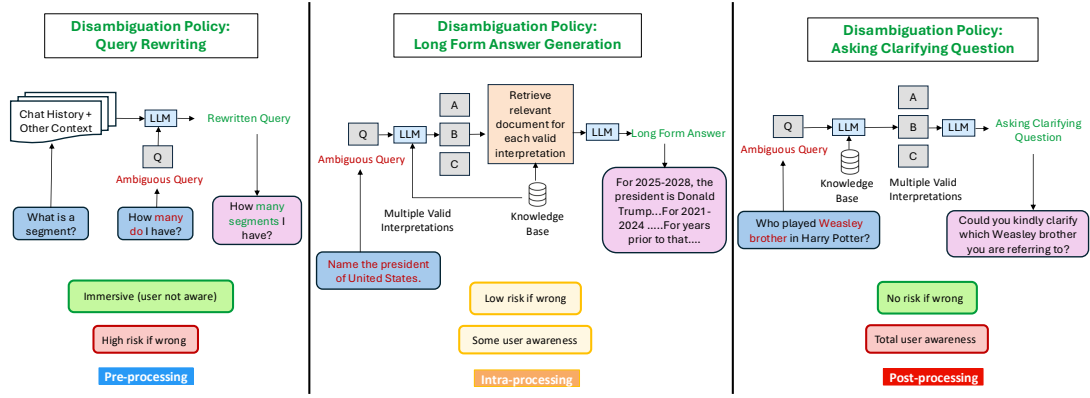 Disambiguation Policy:
Query Rewriting
Chat History +
Other Context
LLM
Rewritten Query
Q
Ambiguous Query
What is a
segment?
How many
do I have?
How many
segments I
have?
Immersive (user not aware)
High risk if wrong
Pre-processing
Disambiguation Policy:
Long Form Answer Generation
Q
LLM
A
B
C
Retrieve
relevant
document for
each valid
interpretation
LLM
Long Form Answer
Ambiguous Query
Multiple Valid
Interpretations
Knowledge
Base
Name the president
of United States.
For 2025-2028, the
president is Donald
Trump...For 2021-
2024 .....For years
prior to that....
Low risk if wrong
Some user awareness
Intra-processing
Disambiguation Policy:
Asking Clarifying Question
Q
LLM
A
B
C
LLM
Asking Clarifying
Question
Ambiguous Query
Knowledge
Base
Multiple Valid
Interpretations
Who played Weasley
brother in Harry Potter?
Could you kindly clarify
which Weasley brother
you are referring to?
No risk if wrong
Total user awareness
Post-processing